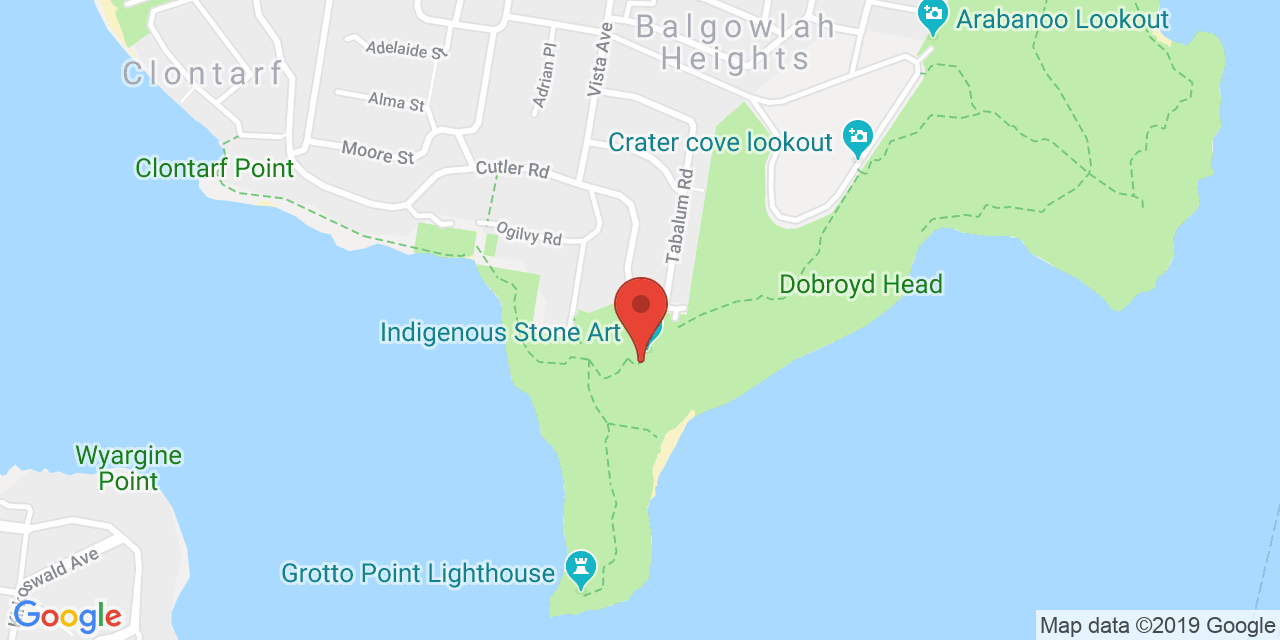 Arabanoo Lookout
Balgowlah
Heights
Adelaide St
Vista Ave
Adrian Pl
Clontarf
Alma St
Crater cove lookout
Moore St
Clontarf Point
Cutler Rd
Tabalum Rd
Ogilvy Rd
Dobroyd Head
Indigenous Stone Art
Wyargine
Point
Grotto Point Lighthouse
Google
Map data ©2019 Google